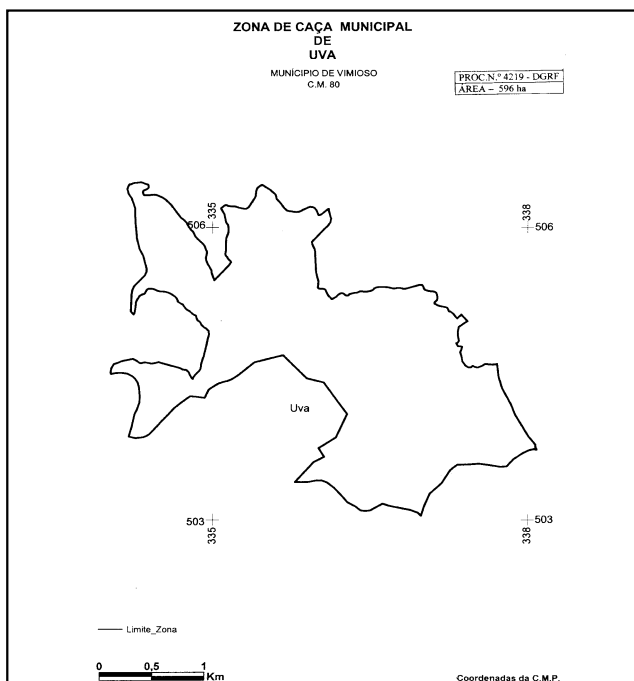 ZONA DE CAÇA MUNICIPAL
DE
UVA
MUNÍCIPIO DE VIMIOSO
C.M. 80
PROC.N.º 4219 - DGRF
ÁREA – 596 ha
335
506
338
506
Uva
503
335
503
338
Limite_Zona
0 0,5 1
Km
Coordenadas da C.M.P.